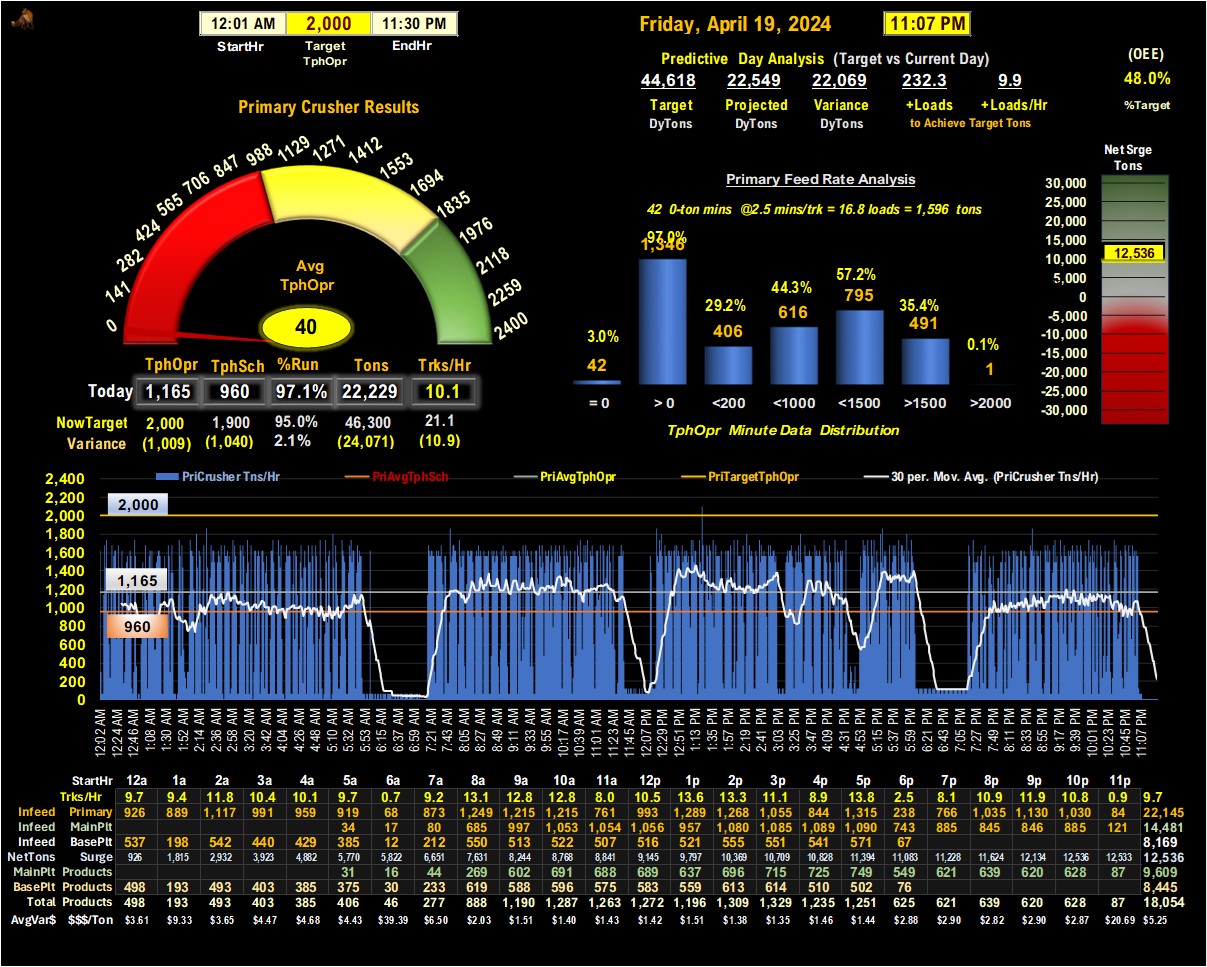 12:01 AM 2,000 11:30 PM
StartHr Target TphOpr EndHr
Friday, April 19, 2024 11:07 PM
Predictive Day Analysis (Target vs Current Day)
44,618 22,549 22,069 232.3 9.9
Target Projected Variance +Loads +Loads/Hr
DyTons DyTons DyTons to Achieve Target Tons
(OEE)
48.0%
%Target
Primary Crusher Results
0 141 282 424 565 706 847 988 1129 1271 1412 1553 1694 1835 1976 2118 2259 2400
Avg
TphOpr
40
TphOpr TphSch %Run Tons Trks/Hr
Today 1,165 960 97.1% 22,229 10.1
NowTarget 2,000 1,900 95.0% 46,300 21.1
Variance (1,009) (1,040) 2.1% (24,071) (10.9)
Primary Feed Rate Analysis
42 0-ton mins @2.5 mins/trk = 16.8 loads = 1,596 tons
3.0% 97.0% 29.2% 44.3% 57.2% 35.4% 0.1%
42 1,346 406 616 795 491 1
= 0 > 0 <200 <1000 <1500 >1500 >2000
TphOpr Minute Data Distribution
Net Srge
Tons
30,000
25,000
20,000
15,000
12,536
10,000
5,000
0
-5,000
-10,000
-15,000
-20,000
-25,000
-30,000
PriCrusher Tns/Hr PriAvgTphSch PriAvgTphOpr PriTargetTphOpr 30 per. Mov. Avg. (PriCrusher Tns/Hr)
2,400
2,200
2,000
1,800
1,600
1,400
1,200
1,000
800
600
400
200
0
2,000
1,165
960
12:02 AM 12:24 AM 12:46 AM 1:08 AM 1:30 AM 1:52 AM 2:14 AM 2:36 AM 2:58 AM 3:20 AM 3:42 AM 4:04 AM 4:26 AM 4:48 AM 5:10 AM 5:31 AM 5:53 AM 6:15 AM 6:37 AM 6:59 AM 7:21 AM 7:43 AM 8:05 AM 8:27 AM 8:49 AM 9:11 AM 9:33 AM 9:55 AM 10:17 AM 10:39 AM 11:01 AM 11:23 AM 11:45 AM 12:07 PM 12:29 PM 12:51 PM 1:13 PM 1:35 PM 1:57 PM 2:19 PM 2:41 PM 3:03 PM 3:25 PM 3:47 PM 4:09 PM 4:31 PM 4:53 PM 5:15 PM 5:37 PM 5:59 PM 6:21 PM 6:43 PM 7:05 PM 7:27 PM 7:49 PM 8:11 PM 8:33 PM 8:55 PM 9:17 PM 9:39 PM 10:01 PM 10:23 PM 10:45 PM 11:07 PM
StartHr 12a 1a 2a 3a 4a 5a 6a 7a 8a 9a 10a 11a 12p 1p 2p 3p 4p 5p 6p 7p 8p 9p 10p 11p
Trks/Hr 9.7 9.4 11.8 10.4 10.1 9.7 0.7 9.2 13.1 12.8 12.8 8.0 10.5 13.6 13.3 11.1 8.9 13.8 2.5 8.1 10.9 11.9 10.8 0.9 9.7
Infeed Primary 926 889 1,117 991 959 919 68 873 1,249 1,215 1,215 761 993 1,289 1,268 1,055 844 1,315 238 766 1,035 1,130 1,030 84 22,145
Infeed MainPlt 34 17 80 685 997 1,053 1,054 1,056 957 1,080 1,085 1,089 1,090 743 885 845 846 885 121 14,481
Infeed BasePlt 537 198 542 440 429 385 12 212 550 513 522 507 516 521 555 551 541 571 67 8,169
NetTons Surge 926 1,815 2,932 3,923 4,882 5,770 5,822 6,651 7,631 8,244 8,768 8,841 9,145 9,797 10,369 10,709 10,828 11,394 11,083 11,228 11,624 12,134 12,536 12,533 12,536
MainPlt Products 31 16 44 269 602 691 688 689 637 696 715 725 749 549 621 639 620 628 87 9,609
BasePlt Products 498 193 493 403 385 375 30 233 619 588 596 575 583 559 613 614 510 502 76 8,445
Total Products 498 193 493 403 385 406 46 277 888 1,190 1,287 1,263 1,272 1,196 1,309 1,329 1,235 1,251 625 621 639 620 628 87 18,054
AvgVar$ $$$/Ton $3.61 $9.33 $3.65 $4.47 $4.68 $4.43 $39.39 $6.50 $2.03 $1.51 $1.40 $1.43 $1.42 $1.51 $1.38 $1.35 $1.46 $1.44 $2.88 $2.90 $2.82 $2.90 $2.87 $20.69 $5.25